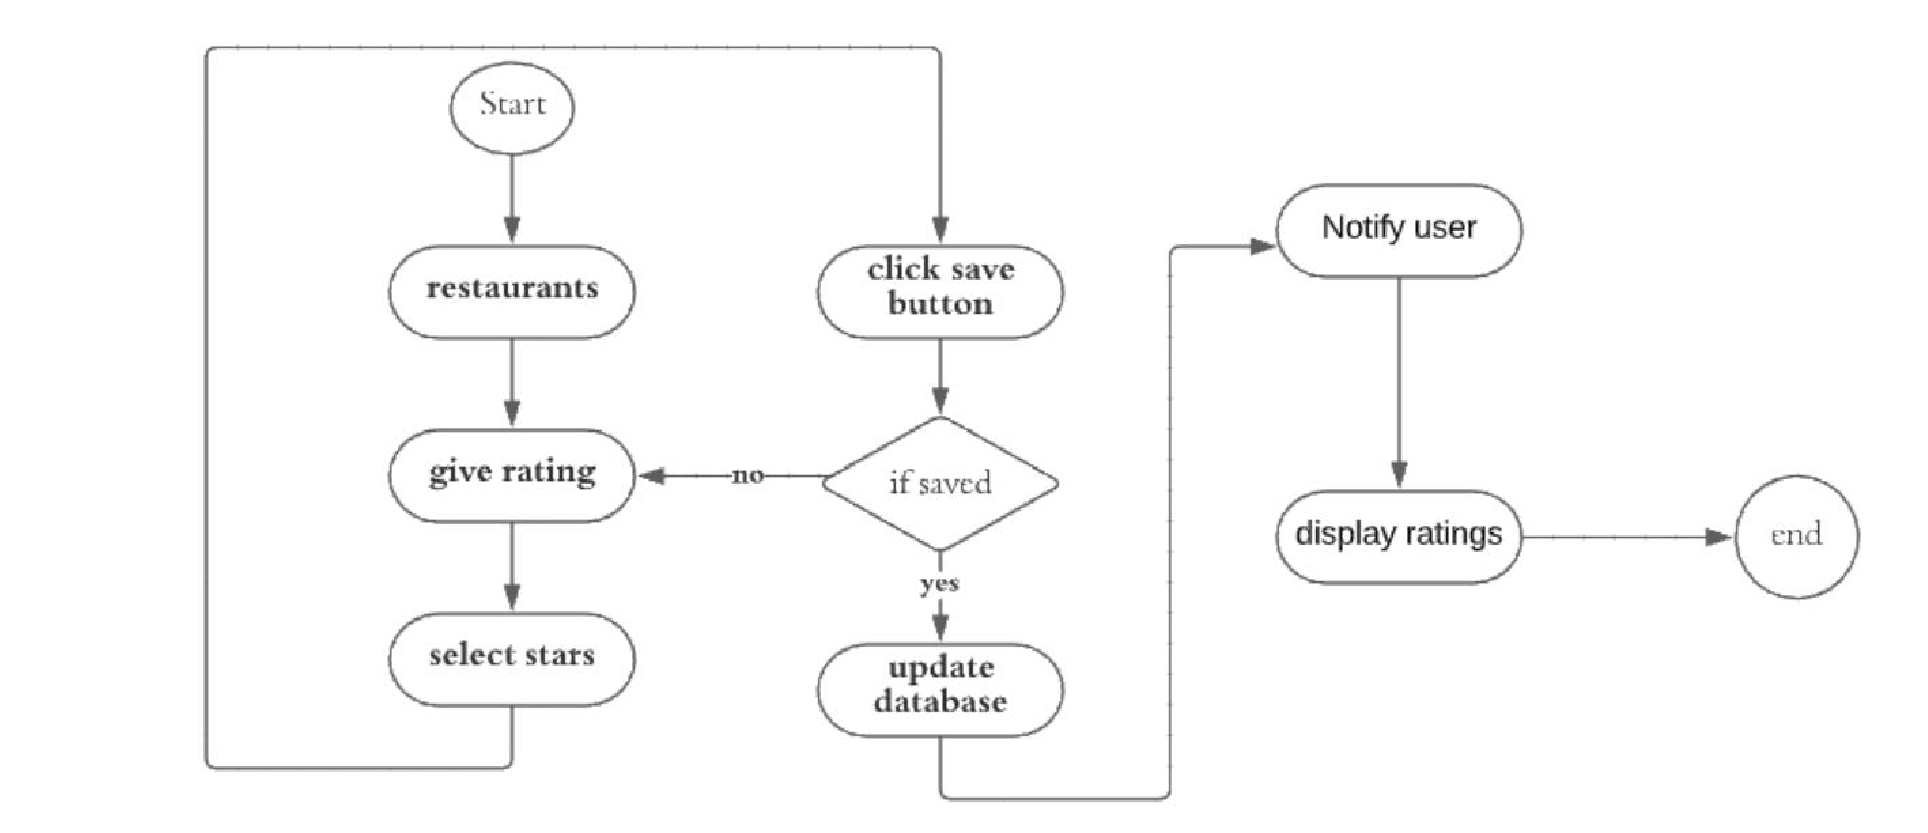 Start
restaurants
give rating
select stars
click save
button
if saved
no
yes
update
database
Notify user
display ratings
end